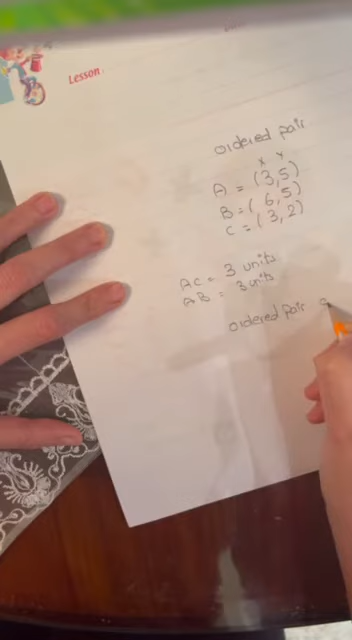 Lesson
ordered pair
x y
A = (3,5)
B = (6,5)
C = (3,2)
AC = 3 units
AB = 3 units
ordered pair